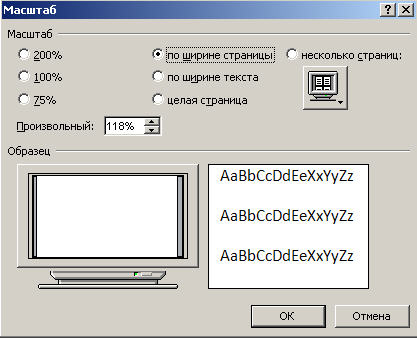 Масштаб
Масштаб
200%
по ширине страницы
несколько страниц:
100%
по ширине текста
75%
целая страница
Произвольный: 118%
Образец
AaBbCcDdEeXxYyZz
AaBbCcDdEeXxYyZz
AaBbCcDdEeXxYyZz
ОК
Отмена